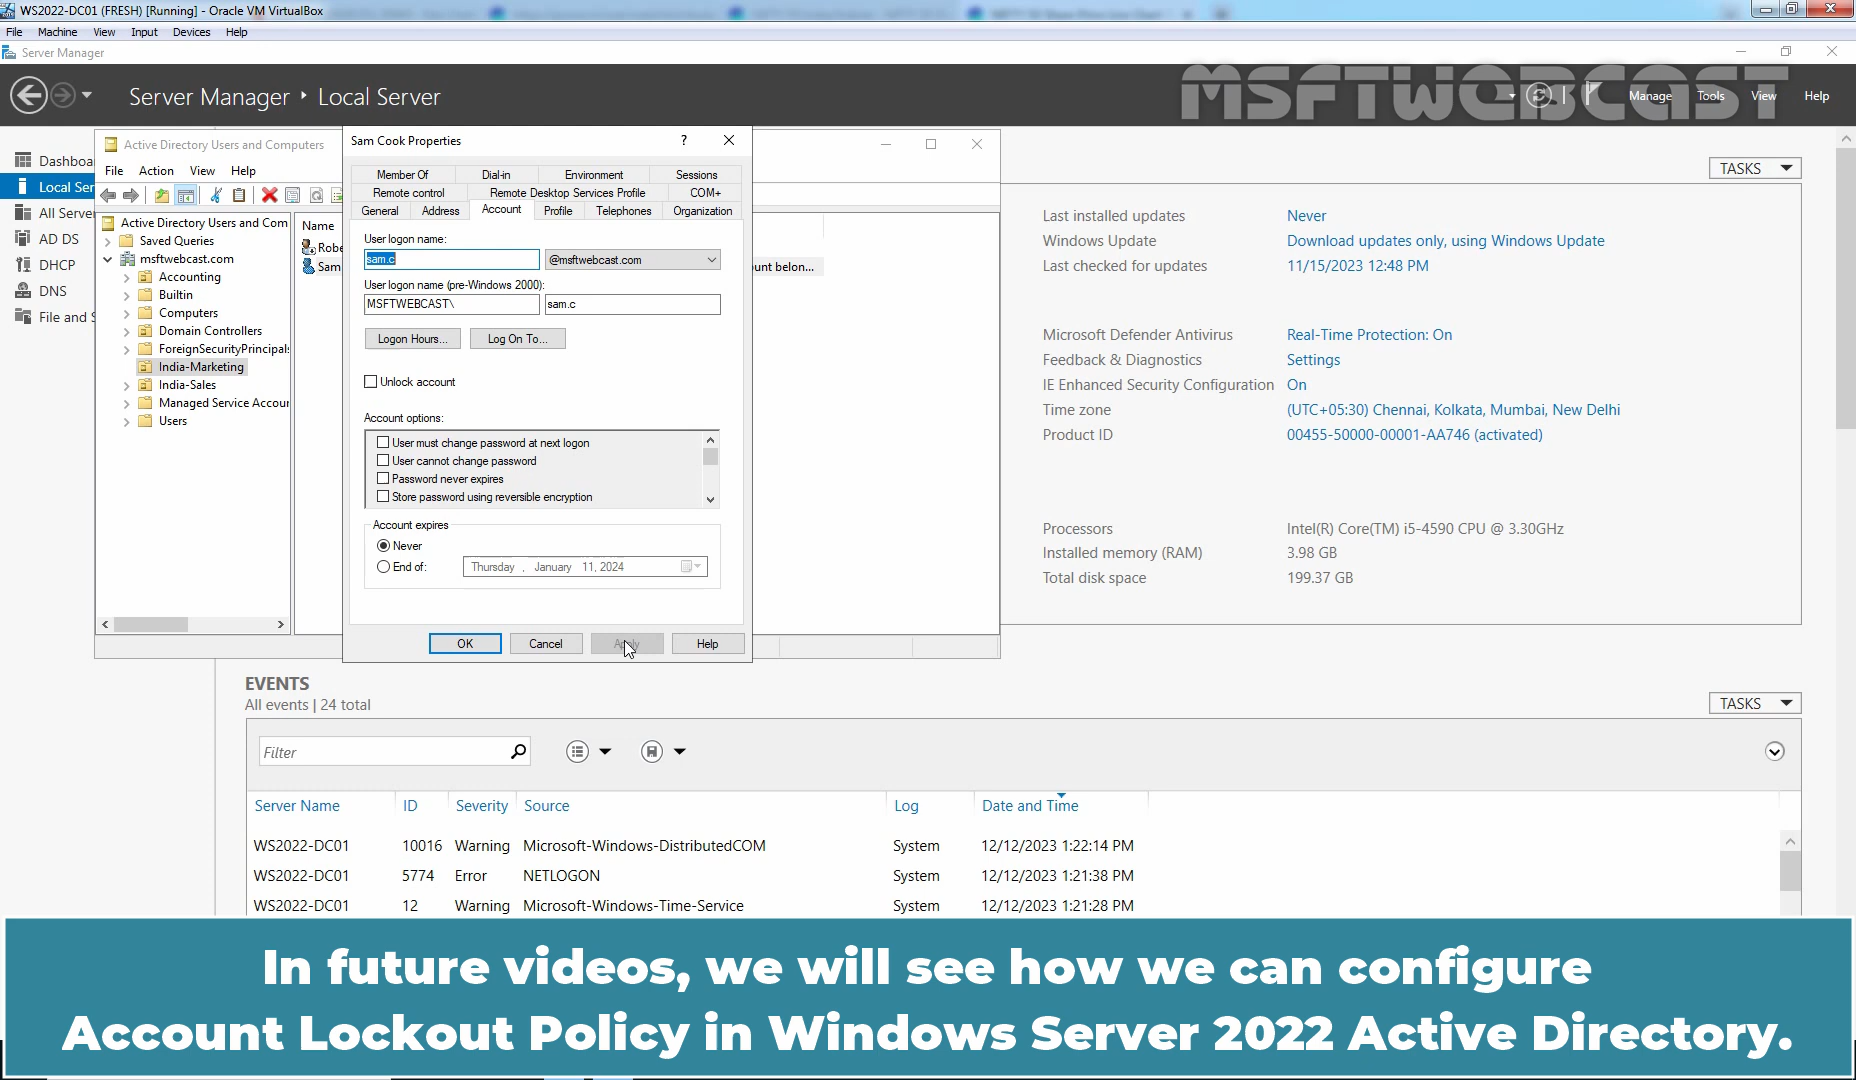 WS2022-DC01 (FRESH) [Running] - Oracle VM VirtualBox
File Machine View Input Devices Help
Server Manager
Server Manager ‣ Local Server
MSFTWEBCAST
Manage Tools View Help
Dashboa
Local Ser
All Server
AD DS
DHCP
DNS
File and S
Active Directory Users and Computers
File Action View Help
Active Directory Users and Com
Saved Queries
msftwebcast.com
Accounting
Builtin
Computers
Domain Controllers
ForeignSecurityPrincipals
India-Marketing
India-Sales
Managed Service Accour
Users
Name
Robe
Sam
ount belon...
Sam Cook Properties ?
Member Of Dial-in Environment Sessions
Remote control Remote Desktop Services Profile COM+
General Address Account Profile Telephones Organization
User logon name:
sam.c @msftwebcast.com
User logon name (pre-Windows 2000):
MSFTWEBCAST\ sam.c
Logon Hours... Log On To...
Unlock account
Account options:
User must change password at next logon
User cannot change password
Password never expires
Store password using reversible encryption
Account expires
Never
End of: Thursday , January 11, 2024
OK Cancel Apply Help
TASKS
Last installed updates Never
Windows Update Download updates only, using Windows Update
Last checked for updates 11/15/2023 12:48 PM
Microsoft Defender Antivirus Real-Time Protection: On
Feedback & Diagnostics Settings
IE Enhanced Security Configuration On
Time zone (UTC+05:30) Chennai, Kolkata, Mumbai, New Delhi
Product ID 00455-50000-00001-AA746 (activated)
Processors Intel(R) Core(TM) i5-4590 CPU @ 3.30GHz
Installed memory (RAM) 3.98 GB
Total disk space 199.37 GB
EVENTS
All events | 24 total
TASKS
Filter
Server Name ID Severity Source Log Date and Time
WS2022-DC01 10016 Warning Microsoft-Windows-DistributedCOM System 12/12/2023 1:22:14 PM
WS2022-DC01 5774 Error NETLOGON System 12/12/2023 1:21:38 PM
WS2022-DC01 12 Warning Microsoft-Windows-Time-Service System 12/12/2023 1:21:28 PM
In future videos, we will see how we can configure
Account Lockout Policy in Windows Server 2022 Active Directory.